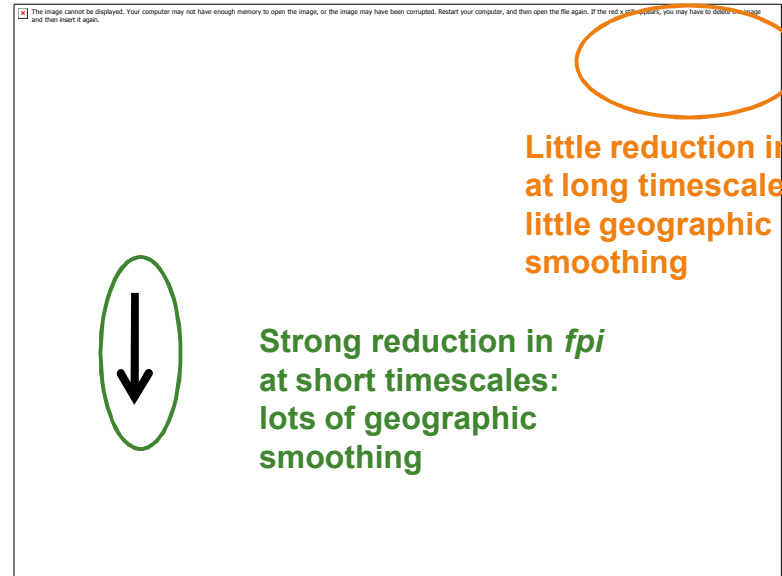 The image cannot be displayed. Your computer may not have enough memory to open the image, or the image may have been corrupted. Restart your computer, and then open the file again. If the red x still appears, you may have to delete the image
and then insert it again.
Little reduction in
at long timescale
little geographic
smoothing
Strong reduction in fpi
at short timescales:
lots of geographic
smoothing